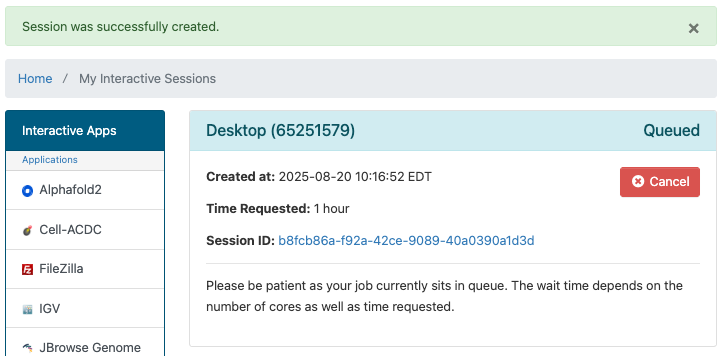 Session was successfully created.
×
Home / My Interactive Sessions
Interactive Apps
Applications
Alphafold2
Cell-ACDC
FileZilla
IGV
JBrowse Genome
Desktop (65251579) Queued
Created at: 2025-08-20 10:16:52 EDT
Cancel
Time Requested: 1 hour
Session ID: b8fcb86a-f92a-42ce-9089-40a0390a1d3d
Please be patient as your job currently sits in queue. The wait time depends on the
number of cores as well as time requested.